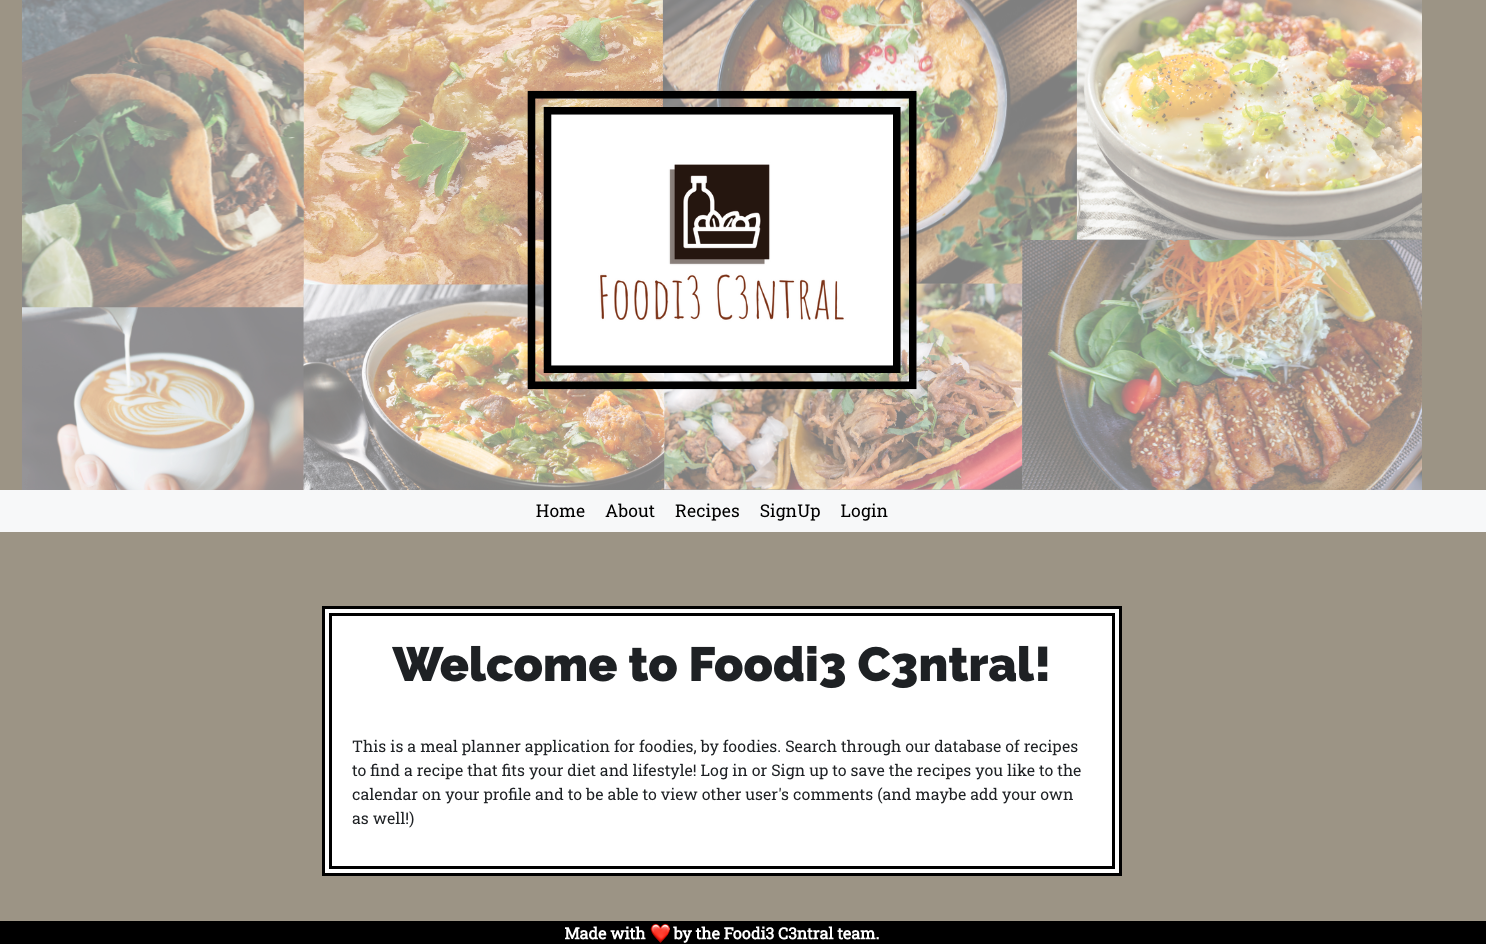 Foodi3 C3ntral
Home About Recipes SignUp Login
Welcome to Foodi3 C3ntral!
This is a meal planner application for foodies, by foodies. Search through our database of recipes
to find a recipe that fits your diet and lifestyle! Log in or Sign up to save the recipes you like to the
calendar on your profile and to be able to view other user's comments (and maybe add your own
as well!)
Made with ❤️ by the Foodi3 C3ntral team.